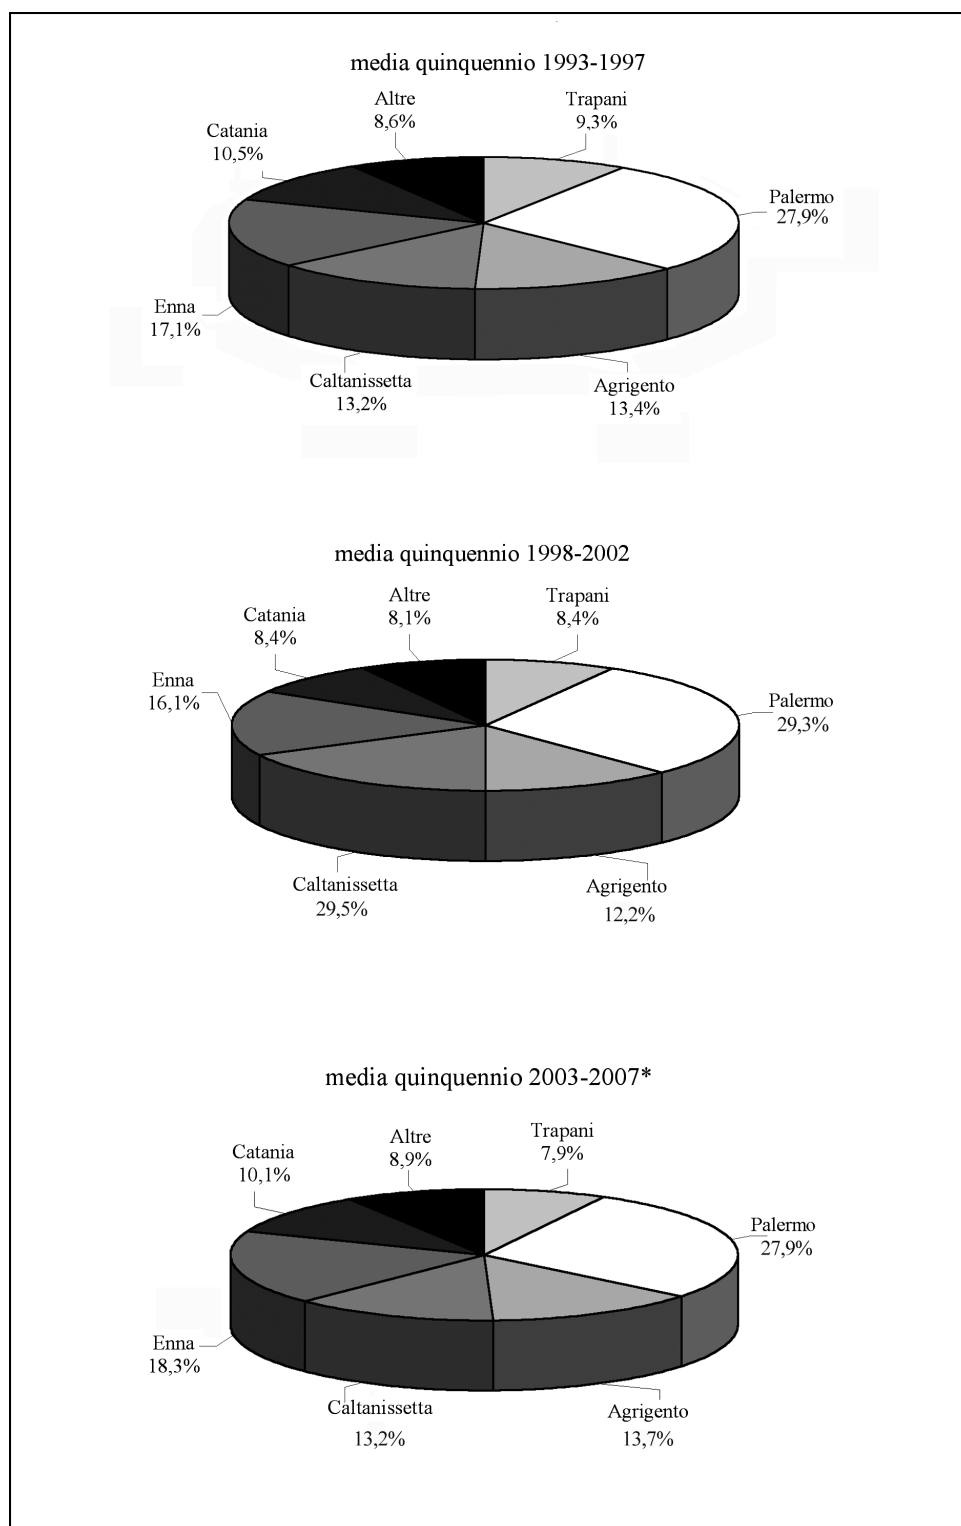 media quinquennio 1993-1997
Altre
8,6%
Trapani
9,3%
Catania
10,5%
Palermo
27,9%
Enna
17,1%
Caltanissetta
13,2%
Agrigento
13,4%
media quinquennio 1998-2002
Altre
8,1%
Trapani
8,4%
Catania
8,4%
Enna
16,1%
Palermo
29,3%
Caltanissetta
29,5%
Agrigento
12,2%
media quinquennio 2003-2007*
Altre
8,9%
Trapani
7,9%
Catania
10,1%
Palermo
27,9%
Enna
18,3%
Caltanissetta
13,2%
Agrigento
13,7%